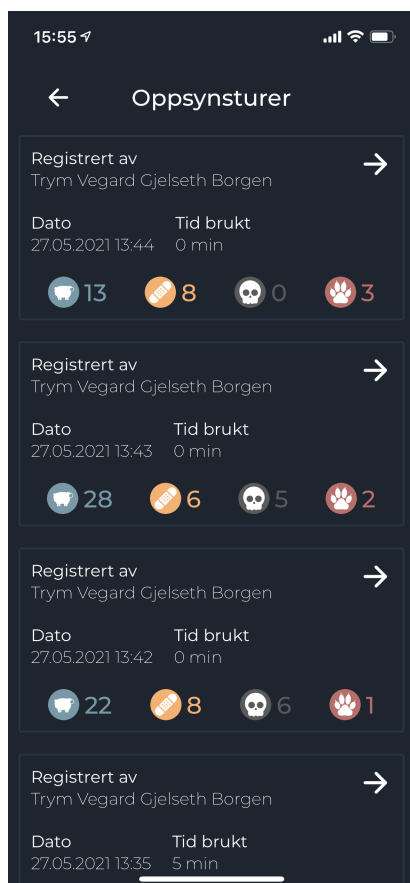 15:55
Oppsynsturer
Registrert av
Trym Vegard Gjelseth Borgen
Dato Tid brukt
27.05.2021 13:44 0 min
13 8 0 3
Registrert av
Trym Vegard Gjelseth Borgen
Dato Tid brukt
27.05.2021 13:43 0 min
28 6 5 2
Registrert av
Trym Vegard Gjelseth Borgen
Dato Tid brukt
27.05.2021 13:42 0 min
22 8 6 1
Registrert av
Trym Vegard Gjelseth Borgen
Dato Tid brukt
27.05.2021 13:35 5 min